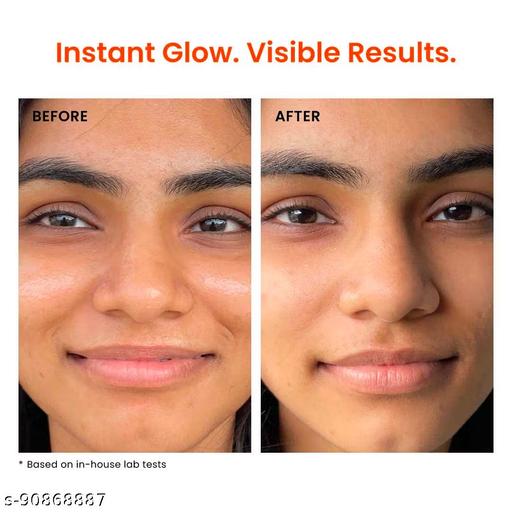 Instant Glow. Visible Results.
BEFORE
AFTER
* Based on in-house lab tests
s-90868887